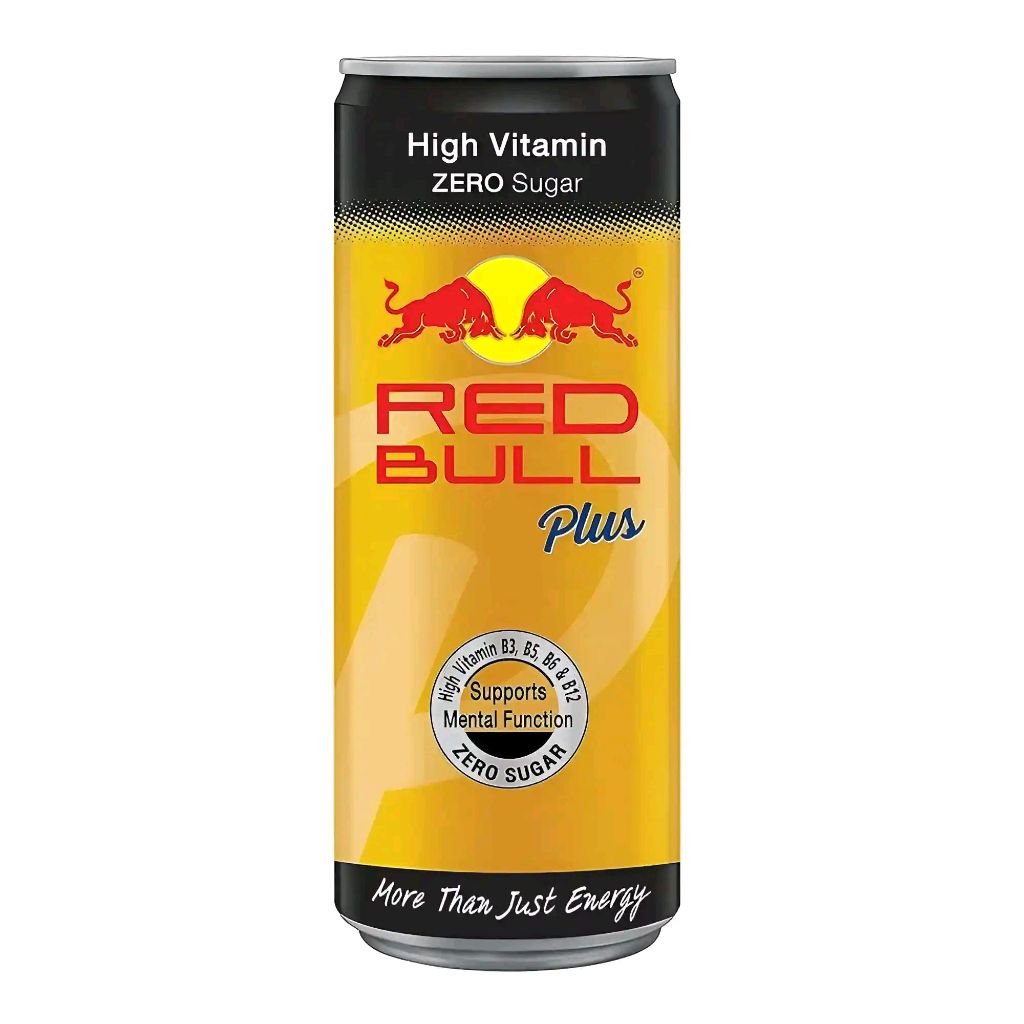 High Vitamin
ZERO Sugar
RED
BULL
Plus
High Vitamin B3, B5, B6 & B12
Supports
Mental Function
ZERO SUGAR
More Than Just Energy